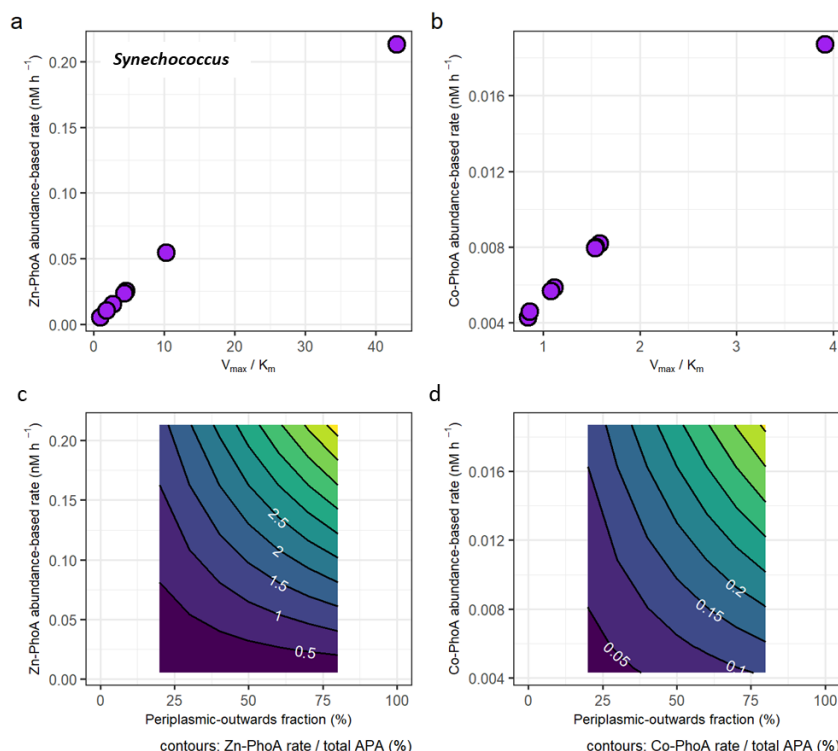 a
Synechococcus
Zn-PhoA abundance-based rate (nM h⁻¹)
0.20
0.15
0.10
0.05
0.00
0 10 20 30 40
Vmax / Km
b
Co-PhoA abundance-based rate (nM h⁻¹)
0.016
0.012
0.008
0.004
1 2 3 4
Vmax / Km
c
Zn-PhoA abundance-based rate (nM h⁻¹)
0.20
0.15
0.10
0.05
0.00
2.5
2
1.5
1
0.5
0 25 50 75 100
Periplasmic-outwards fraction (%)
contours: Zn-PhoA rate / total APA (%)
d
Co-PhoA abundance-based rate (nM h⁻¹)
0.016
0.012
0.008
0.004
0.2
0.15
0.1
0.05
0 25 50 75 100
Periplasmic-outwards fraction (%)
contours: Co-PhoA rate / total APA (%)